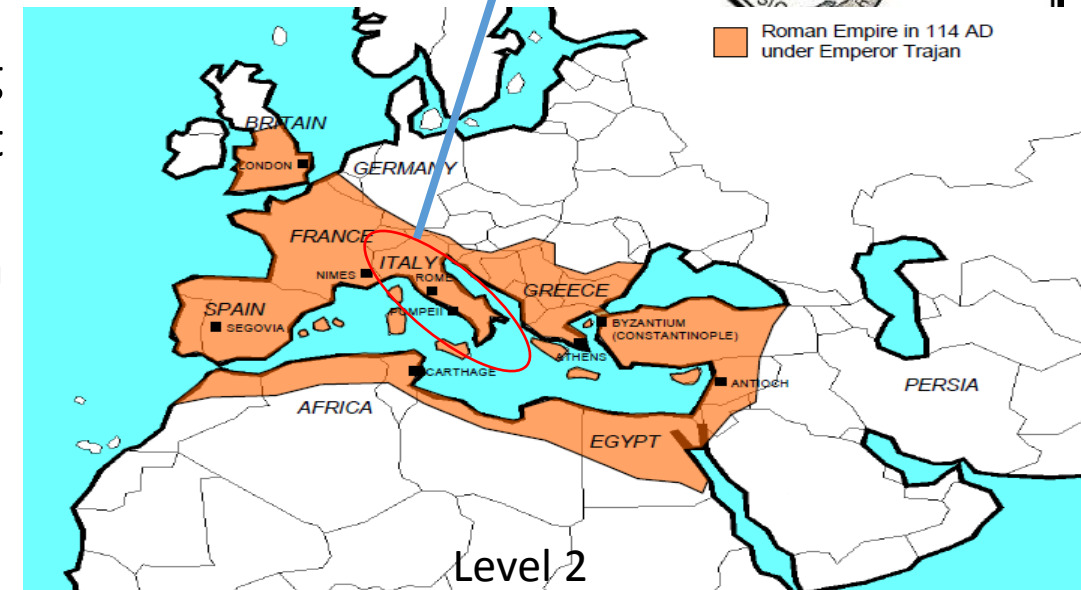 Roman Empire in 114 AD
under Emperor Trajan
BRITAIN
LONDON
GERMANY
FRANCE
ITALY
NIMES
ROME
GREECE
SPAIN
POMPEII
SEGOVIA
BYZANTIUM
(CONSTANTINOPLE)
ATHENS
CARTHAGE
ANTIOCH
PERSIA
AFRICA
EGYPT
Level 2